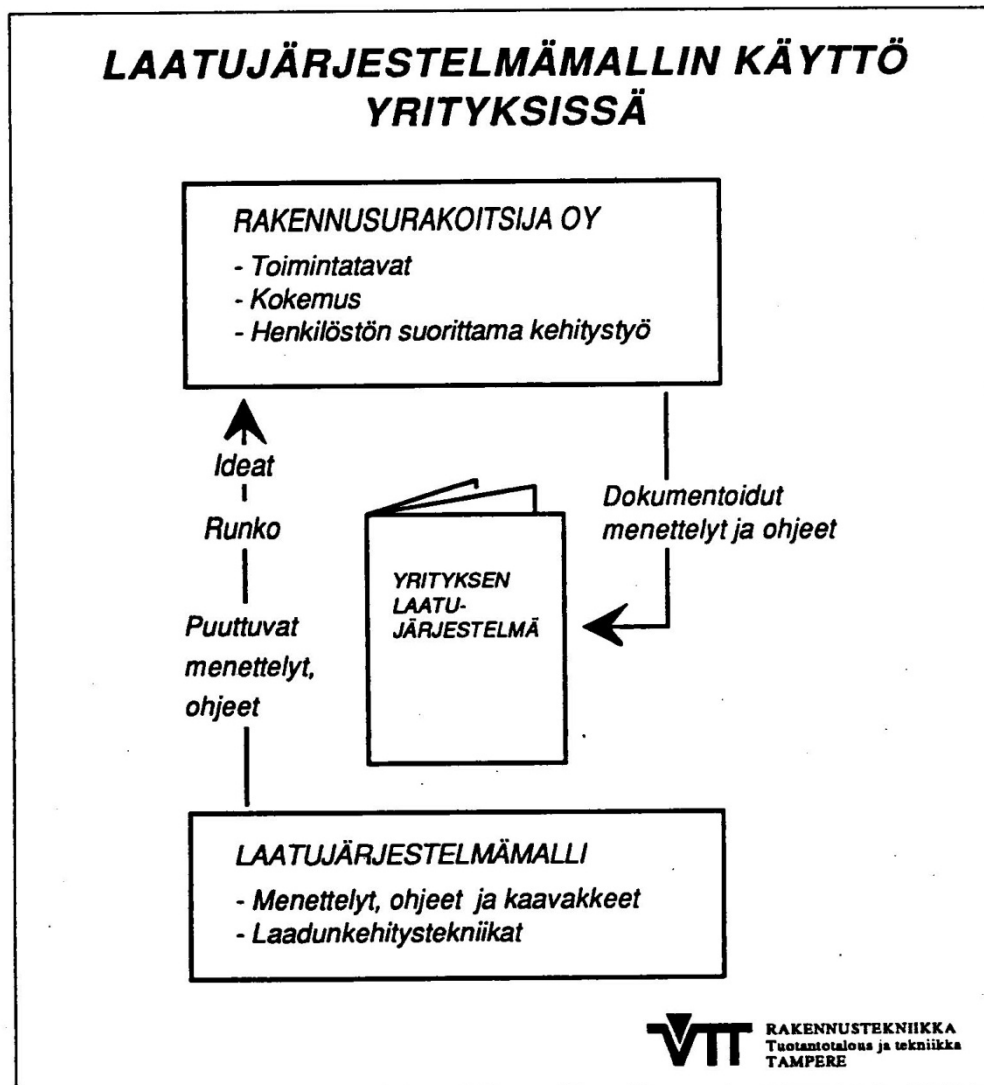 LAATUJÄRJESTELMÄMALLIN KÄYTTÖ
YRITYKSISSÄ
RAKENNUSURAKOITSIJA OY
- Toimintatavat
- Kokemus
- Henkilöstön suorittama kehitystyö
Ideat
Runko
Puuttuvat
menettelyt,
ohjeet
YRITYKSEN
LAATU-
JÄRJESTELMÄ
Dokumentoidut
menettelyt ja ohjeet
LAATUJÄRJESTELMÄMALLI
- Menettelyt, ohjeet ja kaavakkeet
- Laadunkehitystekniikat
VTT
RAKENNUSTEKNIIKKA
Tuotantotalous ja tekniikka
TAMPERE